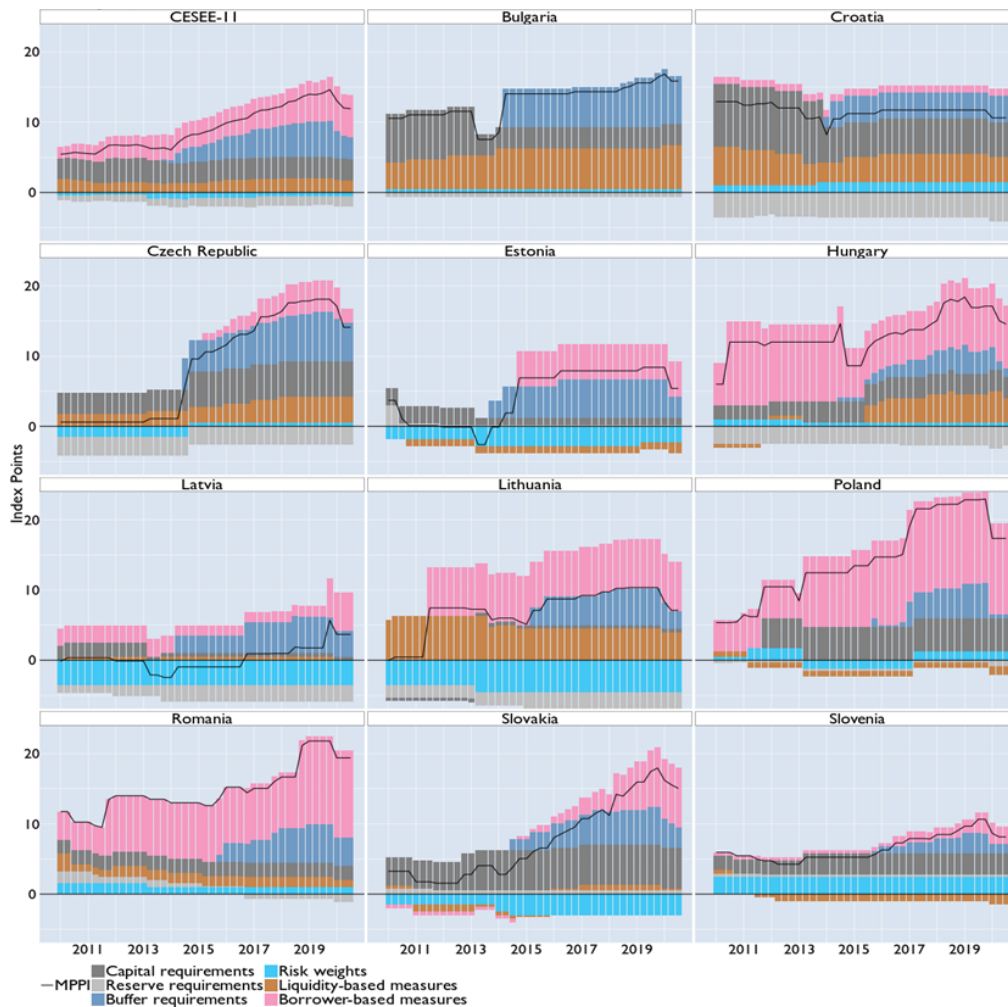 CESEE-11 Bulgaria Croatia
20
10
0
Czech Republic Estonia Hungary
20
10
0
Index Points
Latvia Lithuania Poland
20
10
0
Romania Slovakia Slovenia
20
10
0
2011 2013 2015 2017 2019 2011 2013 2015 2017 2019 2011 2013 2015 2017 2019
Capital requirements Risk weights
MPPI Reserve requirements Liquidity-based measures
Buffer requirements Borrower-based measures